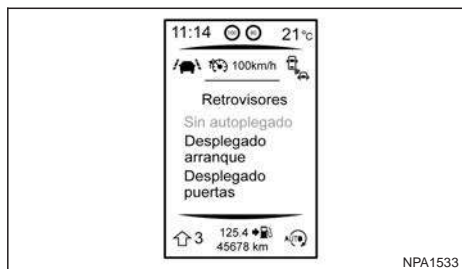 11:14 21°c
100km/h
Retrovisores
Sin autoplegado
Desplegado
arranque
Desplegado
puertas
3 125.4
45678 km
NPA1533